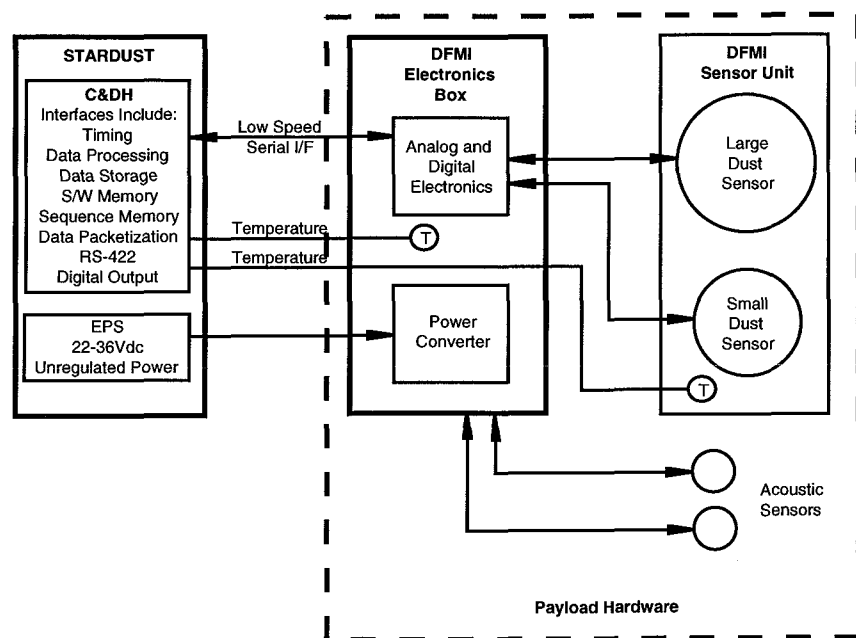 STARDUST
C&DH
Interfaces Include:
Timing
Data Processing
Data Storage
S/W Memory
Sequence Memory
Data Packetization
RS-422
Digital Output
EPS
22-36Vdc
Unregulated Power
Low Speed
Serial I/F
Temperature
Temperature
DFMI
Electronics
Box
Analog and
Digital
Electronics
T
Power
Converter
DFMI
Sensor Unit
Large
Dust
Sensor
Small
Dust
Sensor
T
Acoustic
Sensors
Payload Hardware